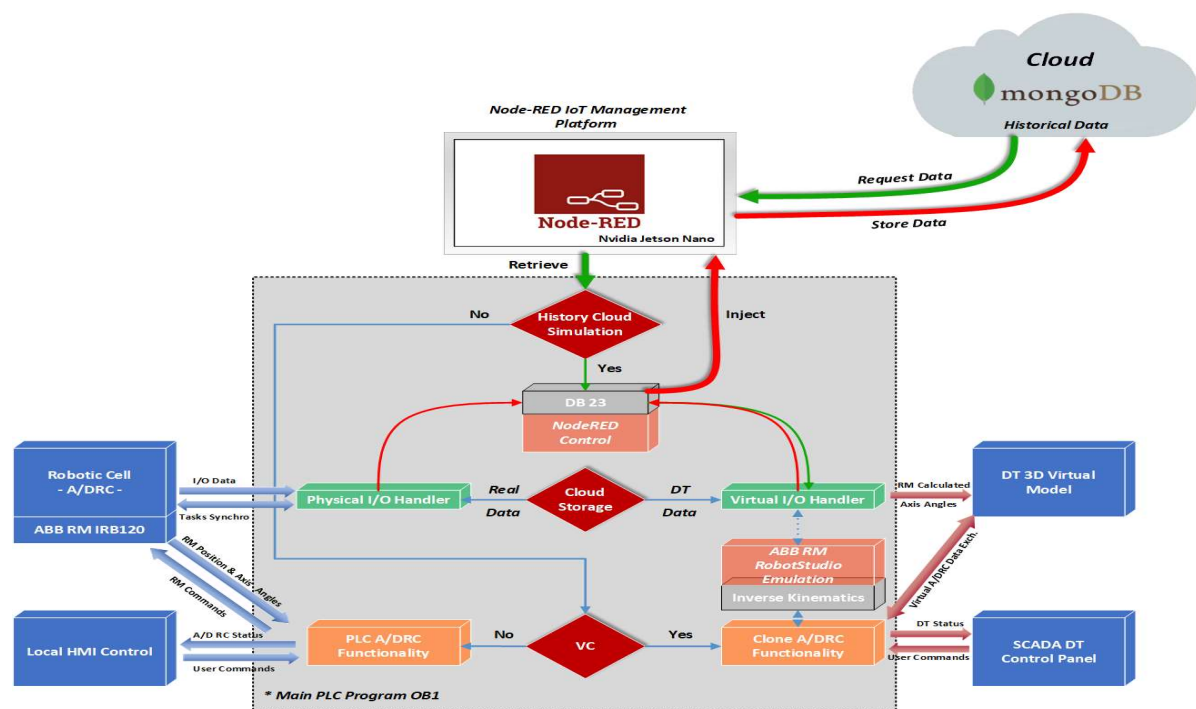 Cloud
mongoDB
Historical Data
Node-RED IoT Management
Platform
Node-RED
Nvidia Jetson Nano
Request Data
Store Data
Retrieve
No
History Cloud
Simulation
Inject
Yes
DB 23
NodeRED
Control
Robotic Cell
- A/DRC -
ABB RM IRB120
I/O Data
Tasks Synchro
Physical I/O Handler
Real
Data
Cloud
Storage
DT
Data
Virtual I/O Handler
RM Calculated
Axis Angles
DT 3D Virtual
Model
RM Position & Axis Angles
RM Commands
ABB RM
RobotStudio
Emulation
Inverse Kinematics
Virtual A/DRC Data Exch.
Local HMI Control
A/D RC Status
User Commands
PLC A/DRC
Functionality
No
VC
Yes
Clone A/DRC
Functionality
DT Status
User Commands
SCADA DT
Control Panel
* Main PLC Program OB1